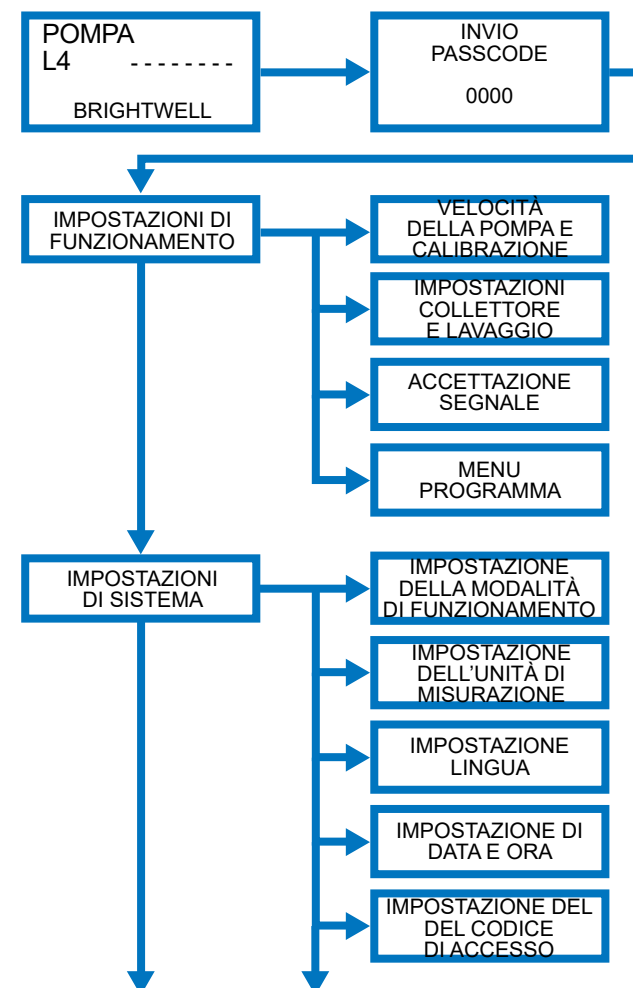 POMPA
L4 --------
BRIGHTWELL
INVIO
PASSCODE
0000
IMPOSTAZIONI DI
FUNZIONAMENTO
VELOCITÀ
DELLA POMPA E
CALIBRAZIONE
IMPOSTAZIONI
COLLETTORE
E LAVAGGIO
ACCETTAZIONE
SEGNALE
MENU
PROGRAMMA
IMPOSTAZIONI
DI SISTEMA
IMPOSTAZIONE
DELLA MODALITÀ
DI FUNZIONAMENTO
IMPOSTAZIONE
DELL'UNITÀ DI
MISURAZIONE
IMPOSTAZIONE
LINGUA
IMPOSTAZIONE DI
DATA E ORA
IMPOSTAZIONE DEL
DEL CODICE
DI ACCESSO